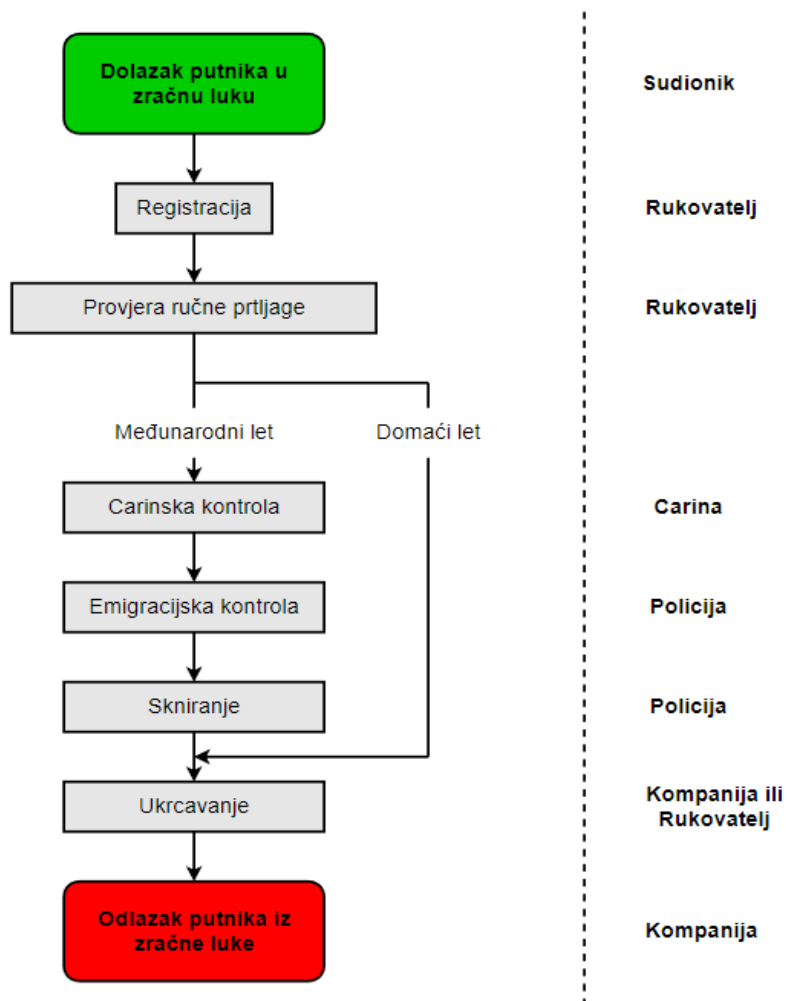 Dolazak putnika u
zračnu luku
Sudionik
Registracija
Rukovatelj
Provjera ručne prtljage
Rukovatelj
Međunarodni let
Domaći let
Carinska kontrola
Carina
Emigracijska kontrola
Policija
Skniranje
Policija
Ukrcavanje
Kompanija ili
Rukovatelj
Odlazak putnika iz
zračne luke
Kompanija